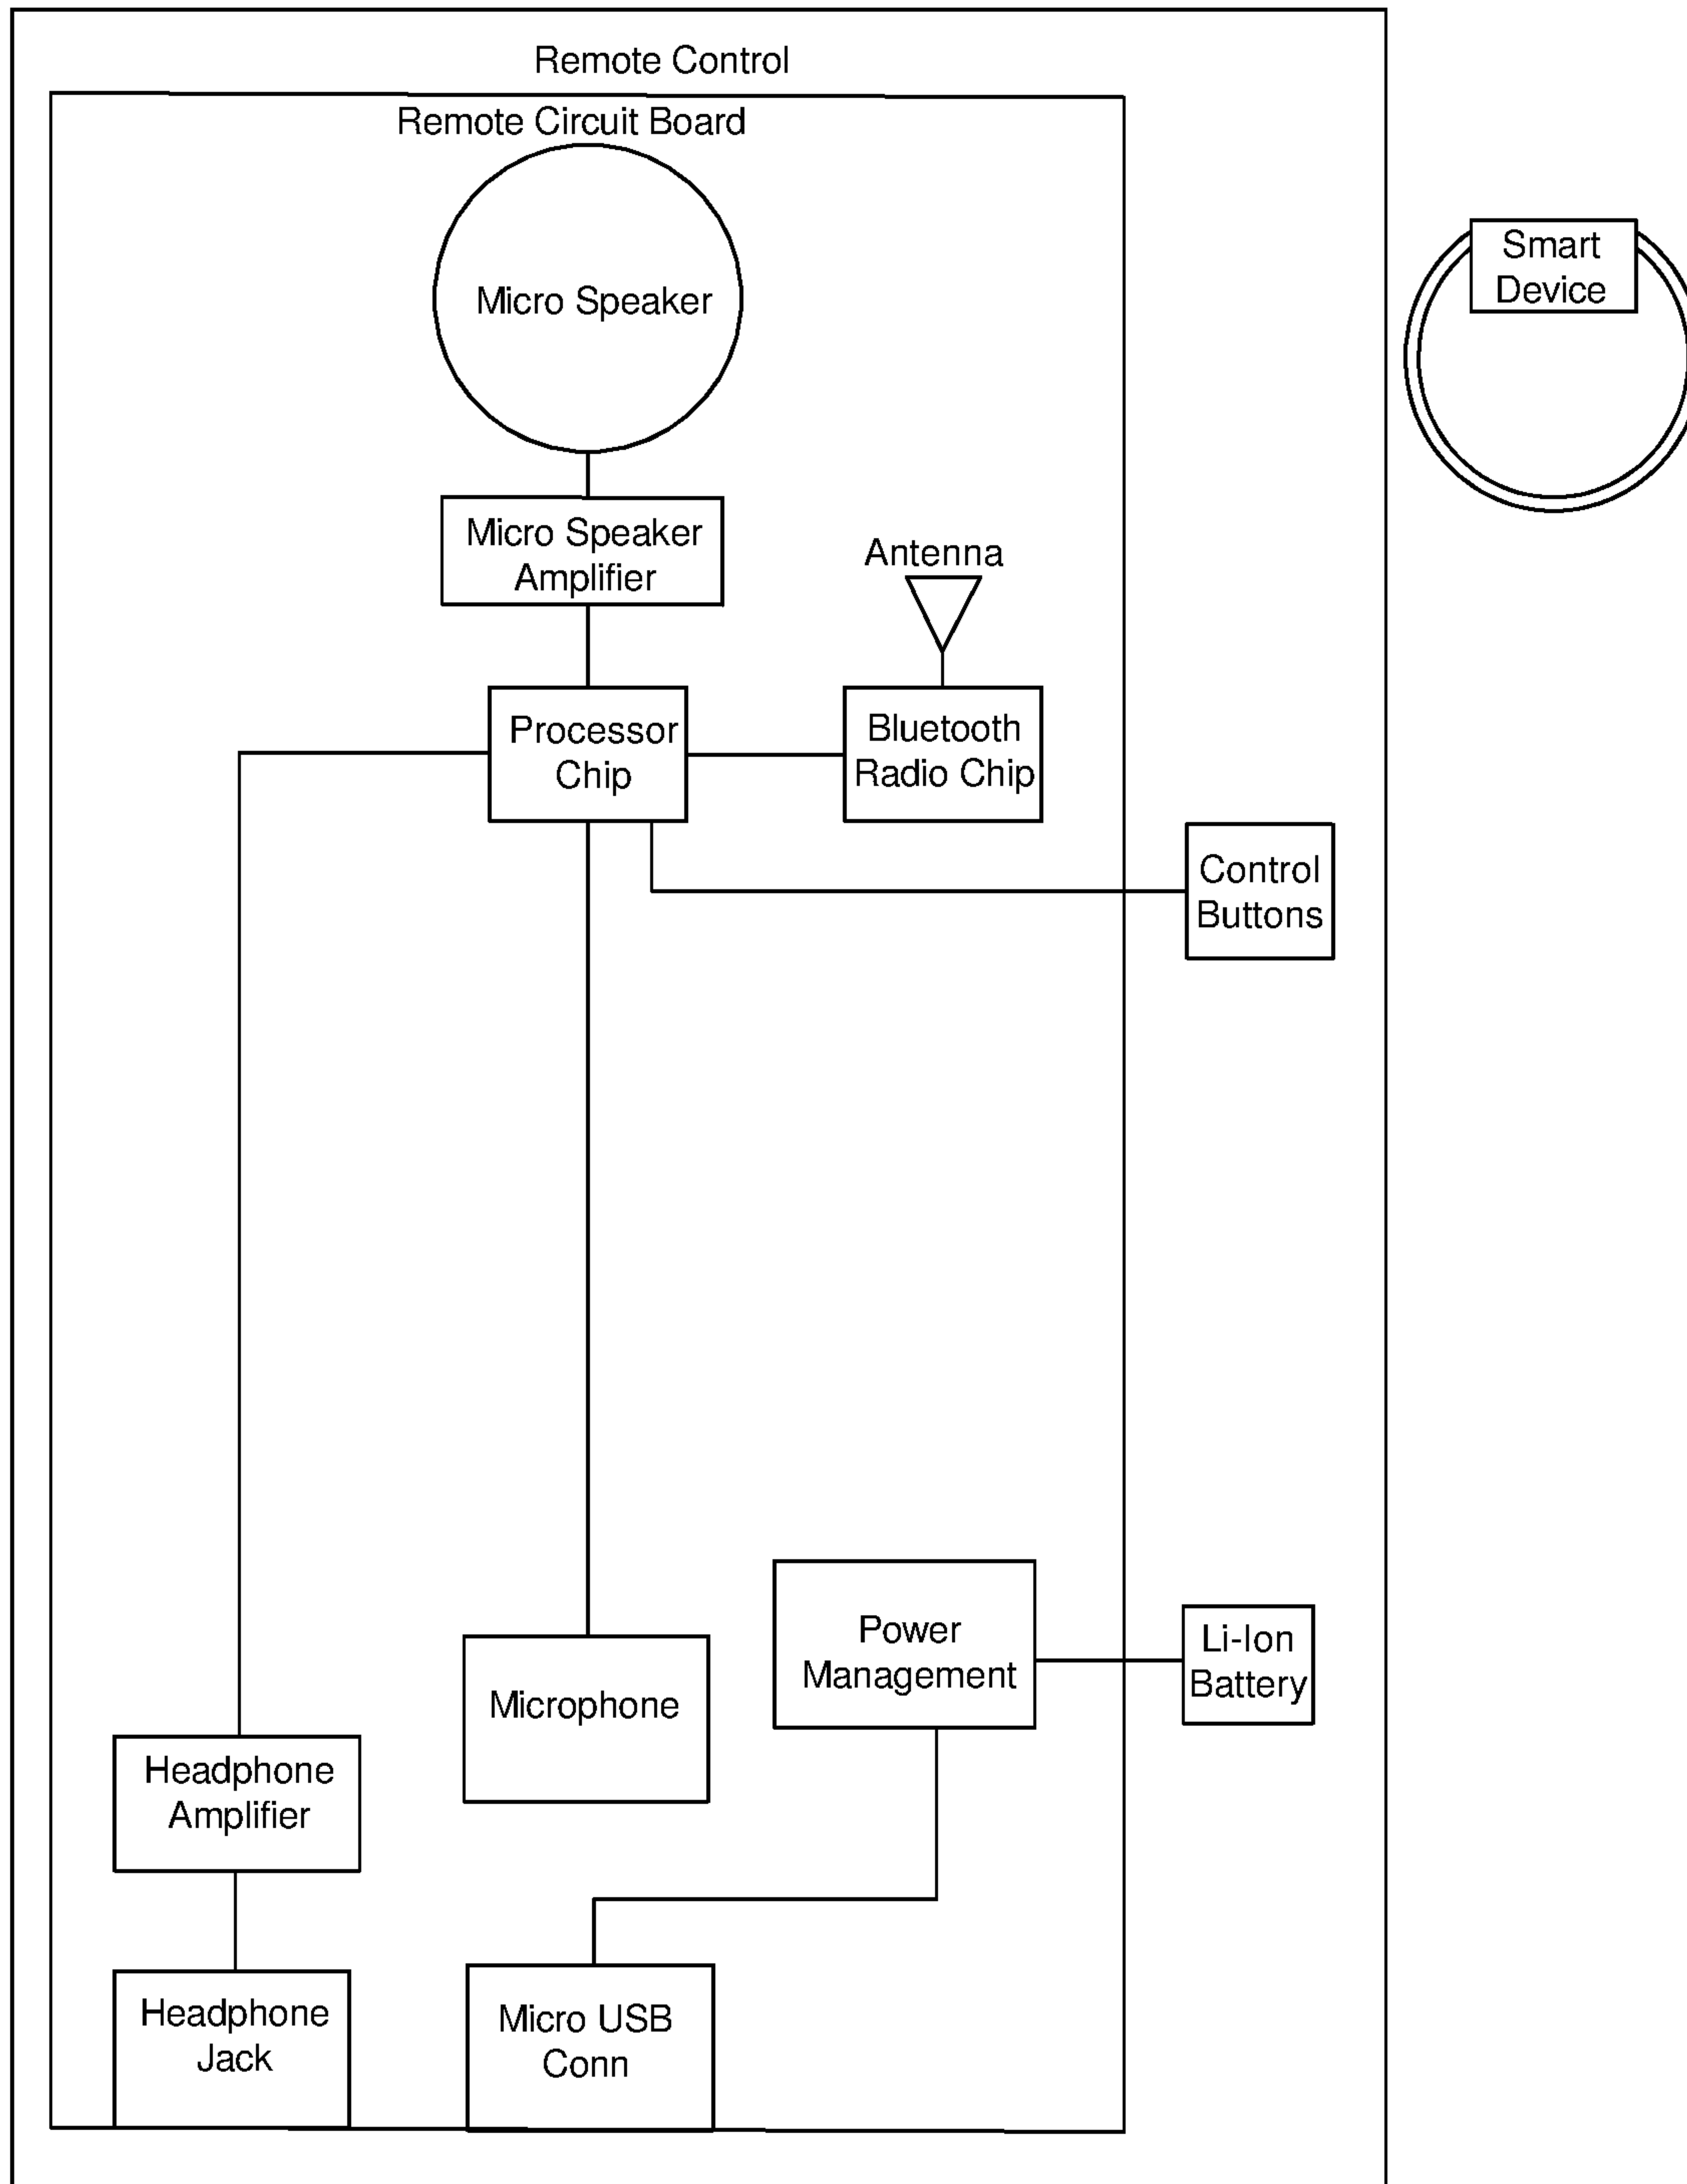 Remote Control
Remote Circuit Board
Smart
Device
Micro Speaker
Micro Speaker
Amplifier
Antenna
Processor
Chip
Bluetooth
Radio Chip
Control
Buttons
Power
Management
Li-Ion
Battery
Microphone
Headphone
Amplifier
Headphone
Jack
Micro USB
Conn